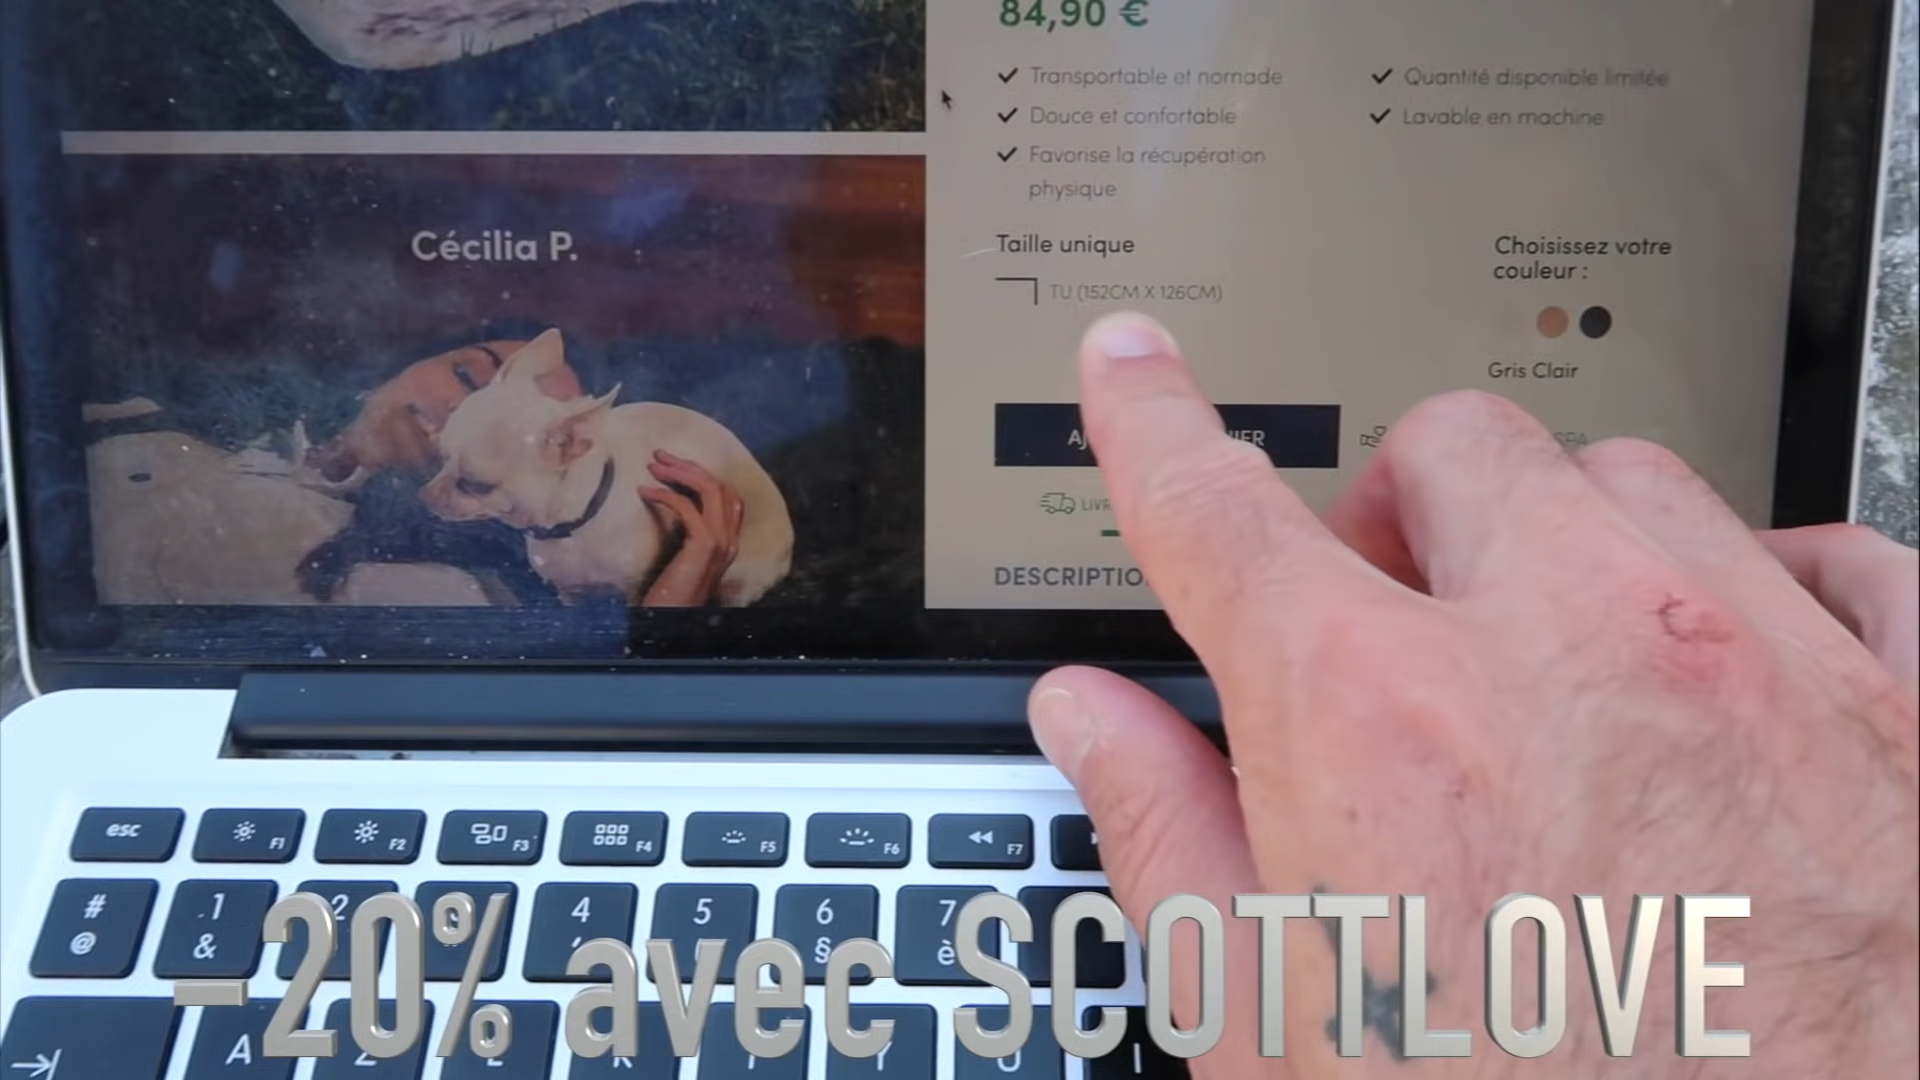 84,90 €
Transportable et nomade
Quantité disponible limitée
Douce et confortable
Lavable en machine
Favorise la récupération
physique
Cécilia P.
Taille unique
Choisissez votre
couleur :
TU (152CM X 126CM)
Gris Clair
DESCRIPTIO
esc
F1
F2
F3
F4
F5
F6
F7
# 1 2 4 5 6 7
@ & § è
A
-20% avec SCOTTLOVE